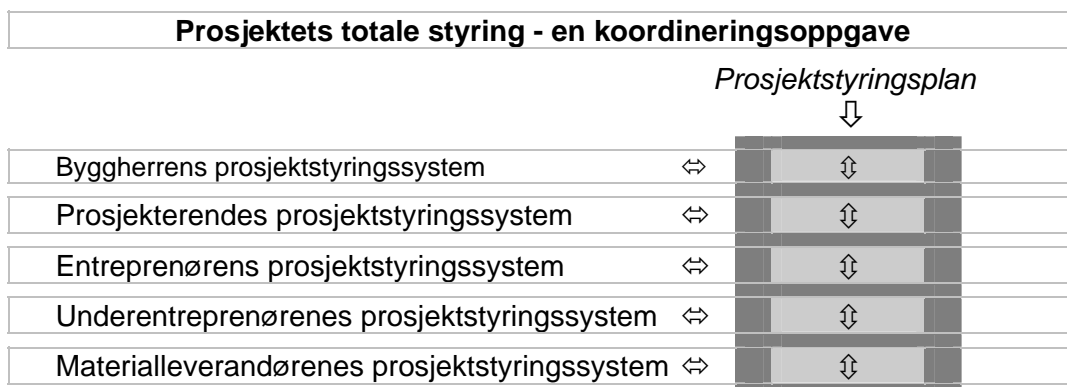 Prosjektets totale styring - en koordineringsoppgave
Prosjektstyringsplan
⇩
Byggherrens prosjektstyringssystem ⬄ ⇳
Prosjekterendes prosjektstyringssystem ⬄ ⇳
Entreprenørens prosjektstyringssystem ⬄ ⇳
Underentreprenørenes prosjektstyringssystem ⬄ ⇳
Materialleverandørenes prosjektstyringssystem ⬄ ⇳